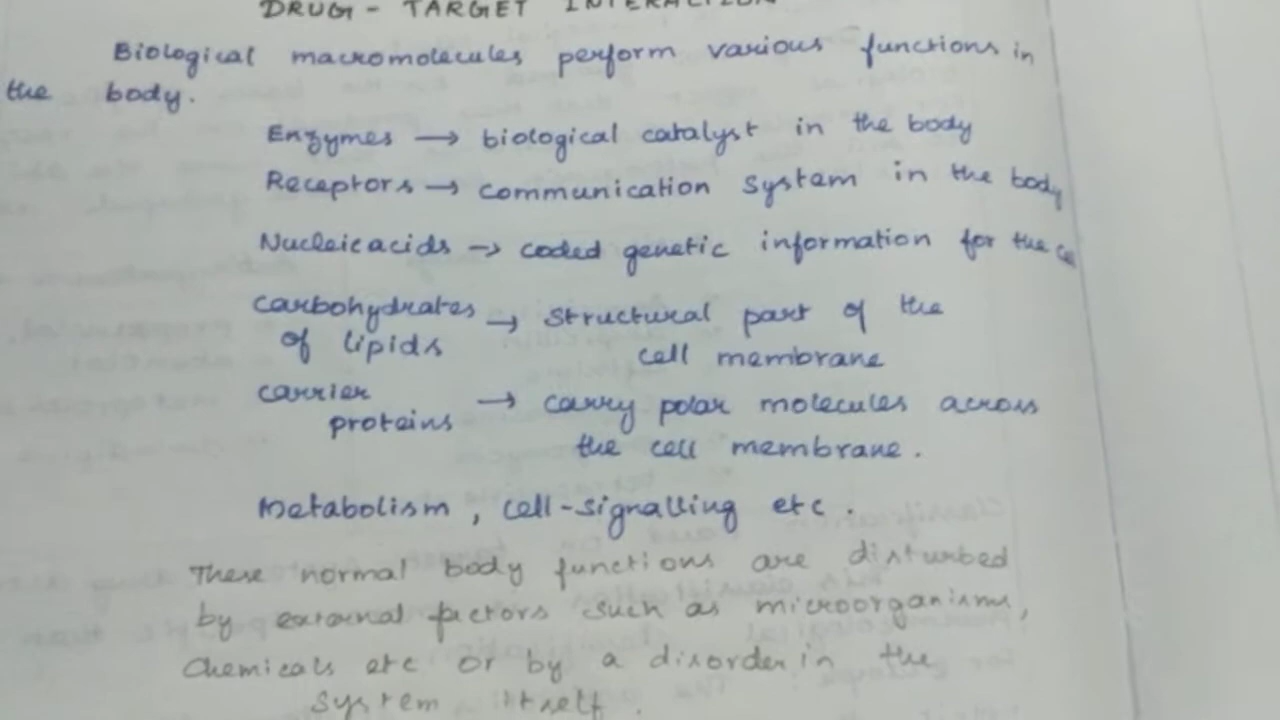 DRUG - TARGET INTERACTION
Biological macromolecules perform various functions in
the body.
Enzymes → biological catalyst in the body
Receptors → communication system in the body
Nucleic acids → coded genetic information for the
carbohydrates → structural part of the
of lipids cell membrane
carrier → carry polar molecules across
proteins the cell membrane.
Metabolism, cell-signalling etc.
These normal body functions are disturbed
by external factors such as microorganisms,
chemicals etc or by a disorder in the
system itself.